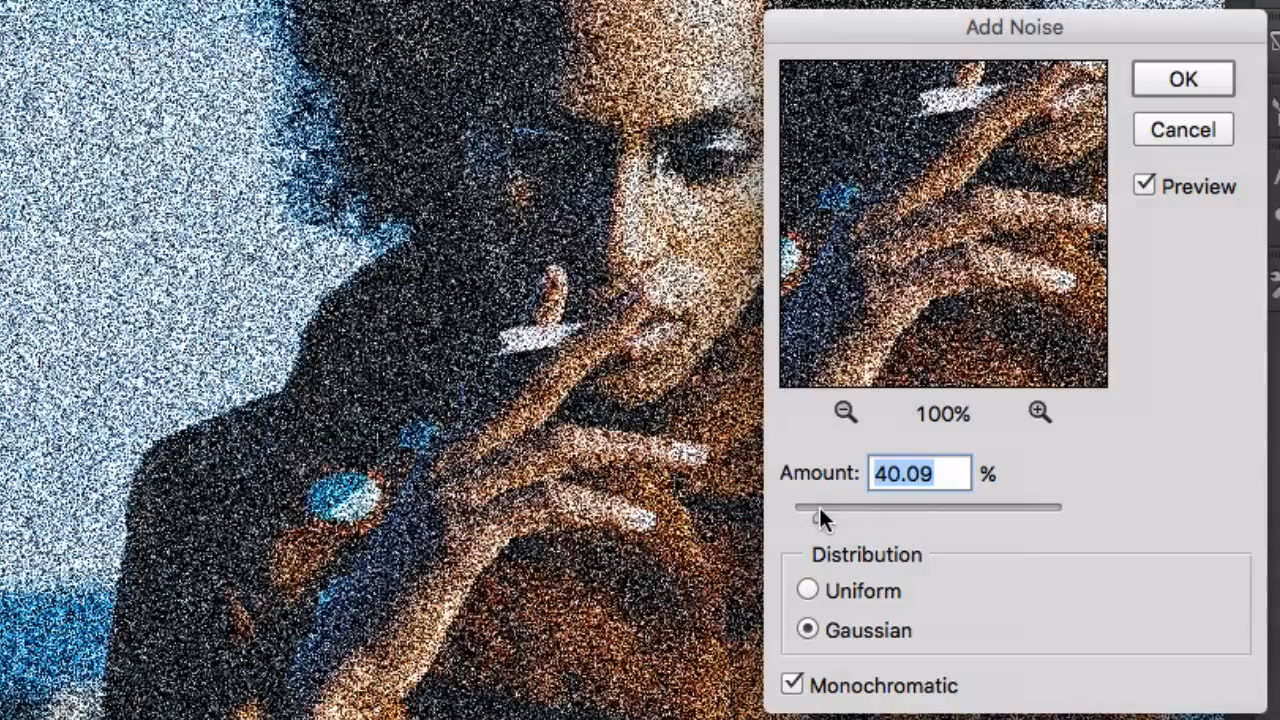 Add Noise
OK
Cancel
Preview
100%
Amount: 40.09 %
Distribution
Uniform
Gaussian
Monochromatic